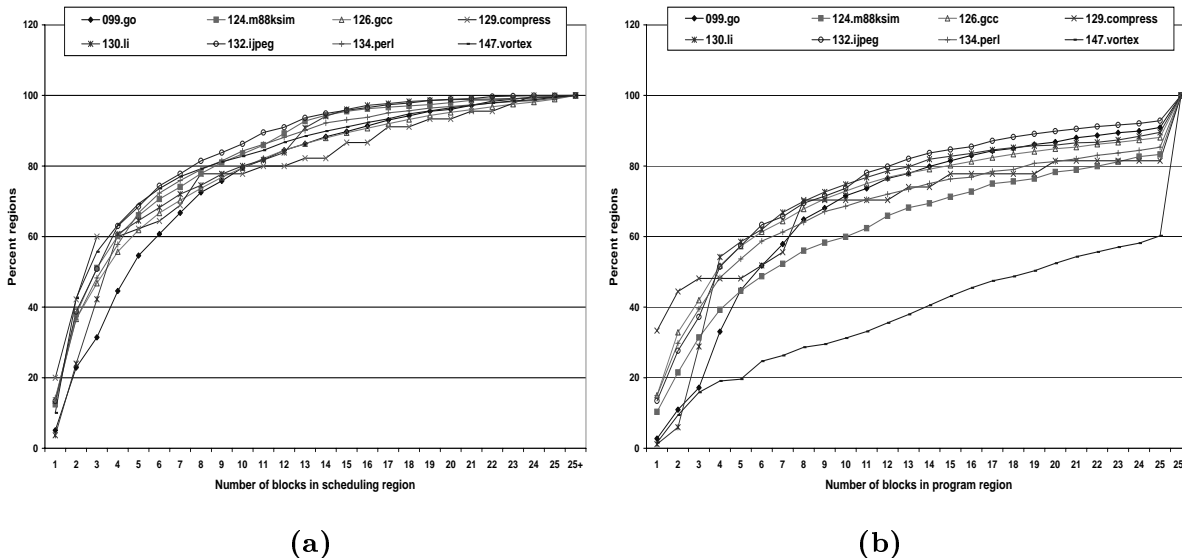 099.go 124.m88ksim 126.gcc 129.compress
130.li 132.ijpeg 134.perl 147.vortex
120
100
80
60
40
20
0
Percent regions
1 2 3 4 5 6 7 8 9 10 11 12 13 14 15 16 17 18 19 20 21 22 23 24 25 25+
Number of blocks in scheduling region
(a)
099.go 124.m88ksim 126.gcc 129.compress
130.li 132.ijpeg 134.perl 147.vortex
120
100
80
60
40
20
0
Percent regions
1 2 3 4 5 6 7 8 9 10 11 12 13 14 15 16 17 18 19 20 21 22 23 24 25 25
Number of blocks in program region
(b)